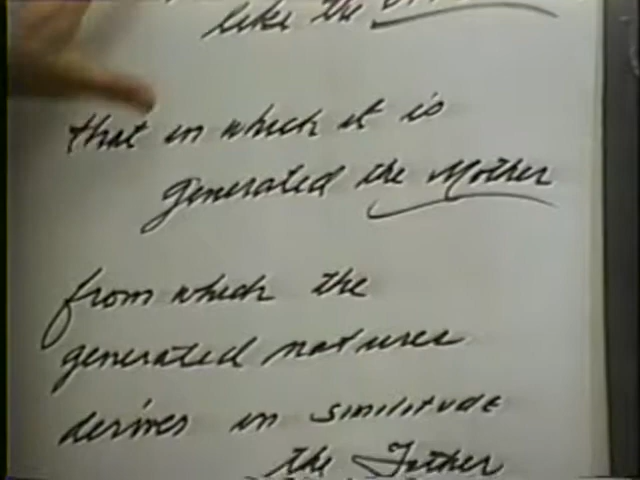 like the
that in which it is
generated the Mother
from which the
generated natures
derives in similitude
the Father